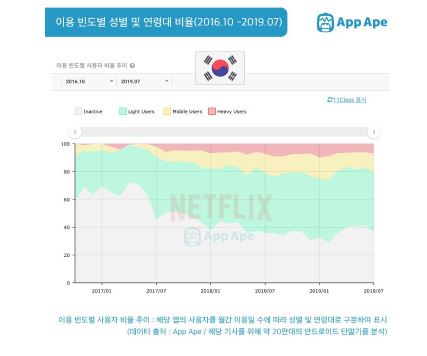 이용 빈도별 성별 및 연령대 비율(2016.10 -2019.07)
App Ape
이용 빈도별 사용자 비율 추이
2016.10
2019.07
11Class 표시
Inactive
Light Users
Middle Users
Heavy Users
100
80
60
40
20
0
NETFLIX
App Ape
2017/01
2017/07
2018/01
2018/07
2019/01
2019/07
이용 빈도별 사용자 비율 추이 : 해당 앱의 사용자를 월간 이용일 수에 따라 성별 및 연령대로 구분하여 표시
(데이터 출처 : App Ape / 해당 기사를 위해 약 20만대의 안드로이드 단말기를 분석)